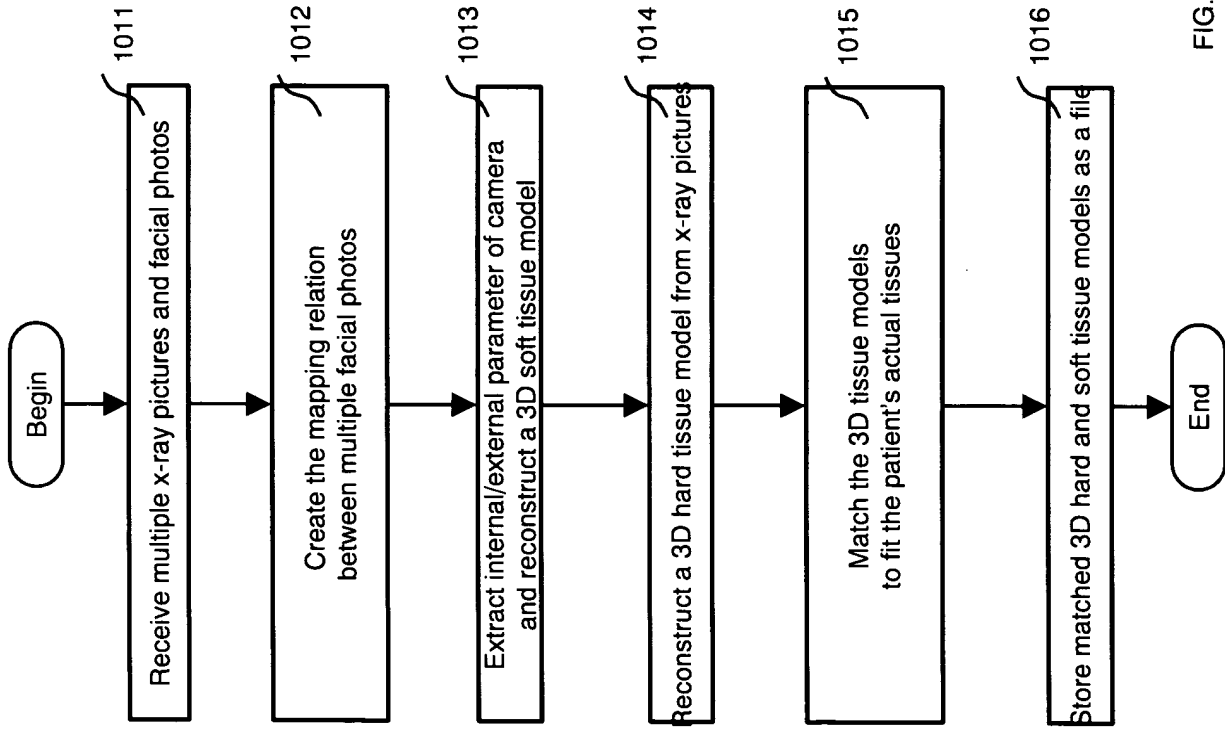 Begin
1011
Receive multiple x-ray pictures and facial photos
1012
Create the mapping relation
between multiple facial photos
1013
Extract internal/external parameter of camera
and reconstruct a 3D soft tissue model
1014
Reconstruct a 3D hard tissue model from x-ray pictures
1015
Match the 3D tissue models
to fit the patient's actual tissues
1016
Store matched 3D hard and soft tissue models as a file
End
FIG.